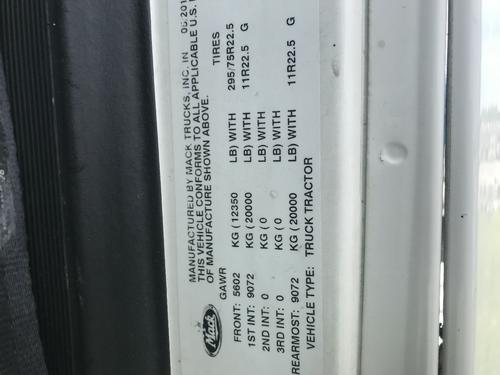 MANUFACTURED BY MACK TRUCKS, INC. IN 05.201
THIS VEHICLE CONFORMS TO ALL APPLICABLE U.S.
OF MANUFACTURE SHOWN ABOVE.
GAWR TIRES
FRONT: 5602 KG ( 12350 LB) WITH 295/75R22.5
1ST INT: 9072 KG ( 20000 LB) WITH 11R22.5 G
2ND INT: 0 KG ( 0 LB) WITH
3RD INT: 0 KG ( 0 LB) WITH
REARMOST: 9072 KG ( 20000 LB) WITH 11R22.5 G
VEHICLE TYPE: TRUCK TRACTOR
Mack